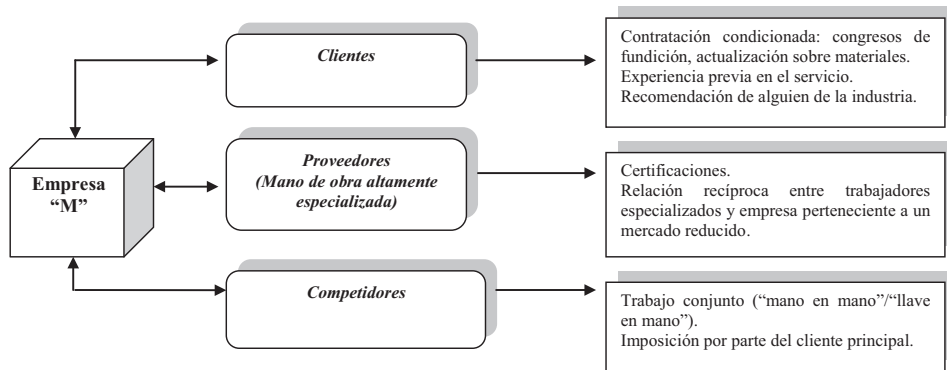 Clientes
Contratación condicionada: congresos de
fundición, actualización sobre materiales.
Experiencia previa en el servicio.
Recomendación de alguien de la industria.
Empresa
“M”
Proveedores
(Mano de obra altamente
especializada)
Certificaciones.
Relación recíproca entre trabajadores
especializados y empresa perteneciente a un
mercado reducido.
Competidores
Trabajo conjunto (“mano en mano”/“llave
en mano”).
Imposición por parte del cliente principal.